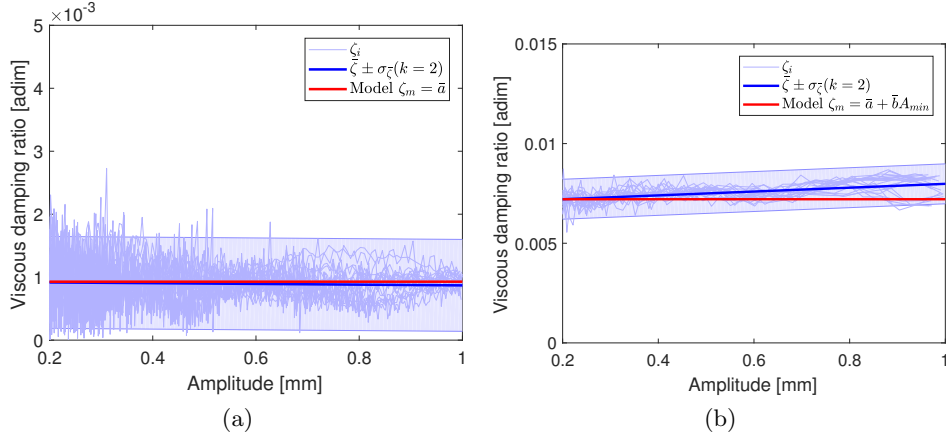 ×10⁻³
5
4
3
2
1
0
0.2 0.4 0.6 0.8 1
Viscous damping ratio [adim]
Amplitude [mm]
ζᵢ
ζ̄ ± σ_ζ̄(k = 2)
Model ζₘ = ā
(a)
0.015
0.01
0.005
0
0.2 0.4 0.6 0.8 1
Viscous damping ratio [adim]
Amplitude [mm]
ζᵢ
ζ̄ ± σ_ζ̄(k = 2)
Model ζₘ = ā + b̄Aₘᵢₙ
(b)